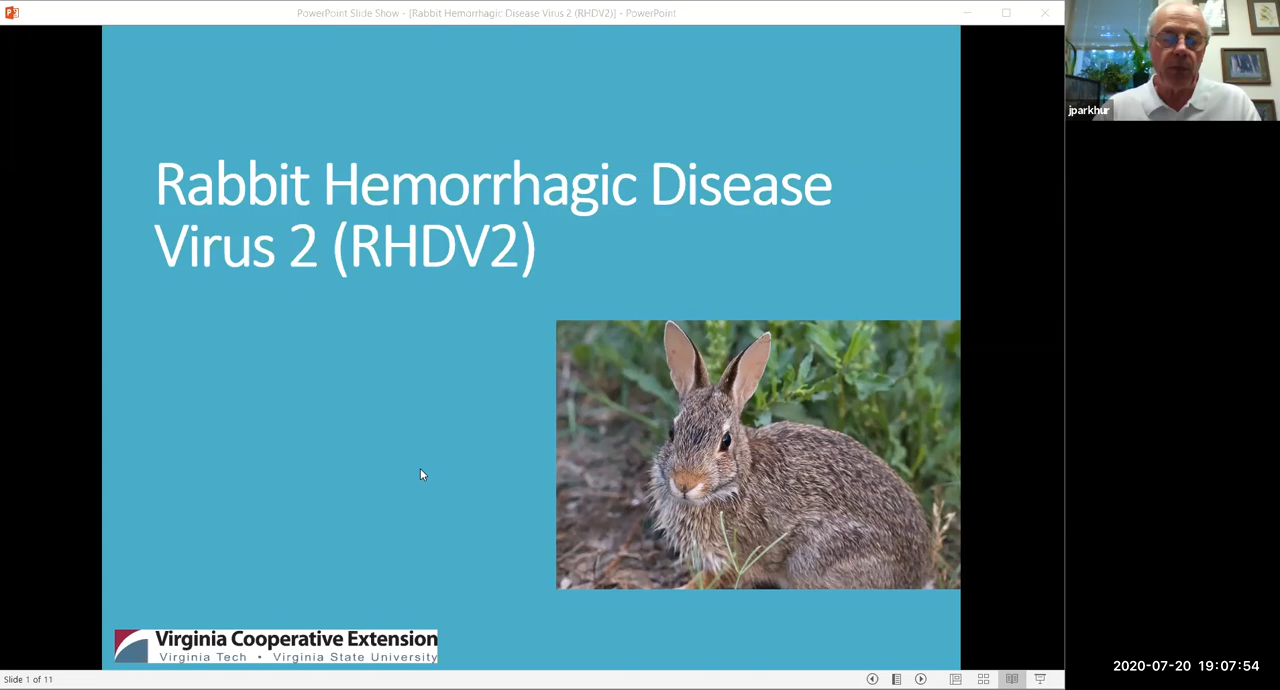 PowerPoint Slide Show - [Rabbit Hemorrhagic Disease Virus 2 (RHDV2)] - PowerPoint
jparkhur
Rabbit Hemorrhagic Disease
Virus 2 (RHDV2)
Virginia Cooperative Extension
Virginia Tech • Virginia State University
2020-07-20 19:07:54
Slide 1 of 11